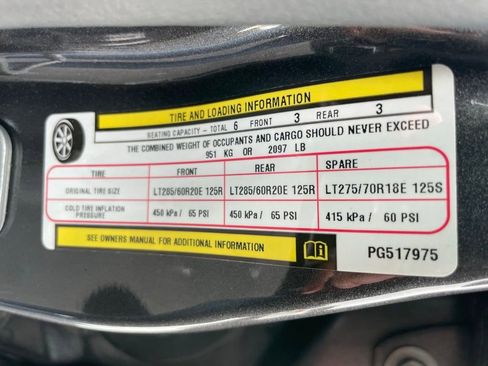 TIRE AND LOADING INFORMATION
SEATING CAPACITY - TOTAL 6 FRONT 3 REAR 3
THE COMBINED WEIGHT OF OCCUPANTS AND CARGO SHOULD NEVER EXCEED
951 KG OR 2097 LB
TIRE FRONT REAR SPARE
ORIGINAL TIRE SIZE LT285/60R20E 125R LT285/60R20E 125R LT275/70R18E 125S
COLD TIRE INFLATION PRESSURE 450 kPa / 65 PSI 450 kPa / 65 PSI 415 kPa / 60 PSI
SEE OWNERS MANUAL FOR ADDITIONAL INFORMATION
PG517975